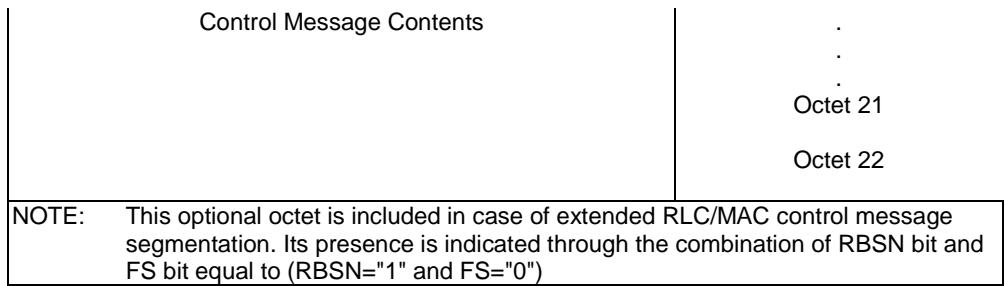 Control Message Contents .
.
.
Octet 21
Octet 22
NOTE: This optional octet is included in case of extended RLC/MAC control message
segmentation. Its presence is indicated through the combination of RBSN bit and
FS bit equal to (RBSN="1" and FS="0")